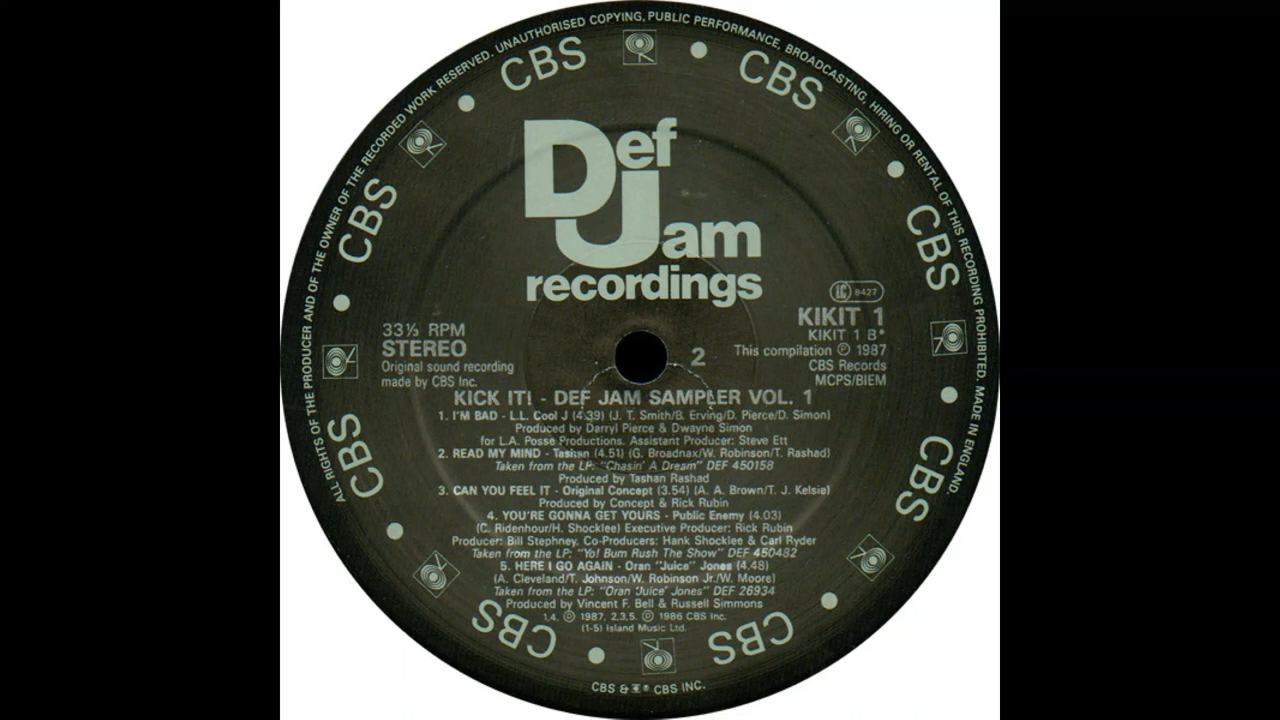 ALL RIGHTS OF THE PRODUCER AND OF THE OWNER OF THE RECORDED WORK RESERVED. UNAUTHORISED COPYING, PUBLIC PERFORMANCE, BROADCASTING, HIRING OR RENTAL OF THIS RECORDING PROHIBITED. MADE IN ENGLAND.
CBS CBS CBS CBS CBS CBS CBS CBS
Def
Jam
recordings
33⅓ RPM
STEREO
Original sound recording
made by CBS Inc.
2
LC 8427
KIKIT 1
KIKIT 1 B*
This compilation ℗ 1987
CBS Records
MCPS/BIEM
KICK IT! - DEF JAM SAMPLER VOL. 1
1. I'M BAD - L.L. Cool J (4.39) (J. T. Smith/B. Erving/D. Pierce/D. Simon)
Produced by Darryl Pierce & Dwayne Simon
for L.A. Posse Productions. Assistant Producer: Steve Ett
2. READ MY MIND - Tashan (4.51) (G. Broadnax/W. Robinson/T. Rashad)
Taken from the LP: "Chasin' A Dream" DEF 450158
Produced by Tashan Rashad
3. CAN YOU FEEL IT - Original Concept (3.54) (A. A. Brown/T. J. Kelsie)
Produced by Concept & Rick Rubin
4. YOU'RE GONNA GET YOURS - Public Enemy (4.03)
(C. Ridenhour/H. Shocklee) Executive Producer: Rick Rubin
Producer: Bill Stephney. Co-Producers: Hank Shocklee & Carl Ryder
Taken from the LP: "Yo! Bum Rush The Show" DEF 450482
5. HERE I GO AGAIN - Oran "Juice" Jones (4.48)
(A. Cleveland/T. Johnson/W. Robinson Jr./W. Moore)
Taken from the LP: "Oran 'Juice' Jones" DEF 26934
Produced by Vincent F. Bell & Russell Simmons
1,4. ℗ 1987, 2,3,5. ℗ 1986 CBS Inc.
(1-5) Island Music Ltd.
CBS & ® CBS INC.